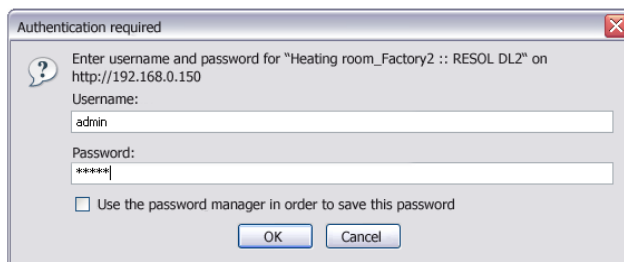 Authentication required
Enter username and password for "Heating room_Factory2 :: RESOL DL2" on
http://192.168.0.150
Username:
admin
Password:
*****
Use the password manager in order to save this password
OK
Cancel